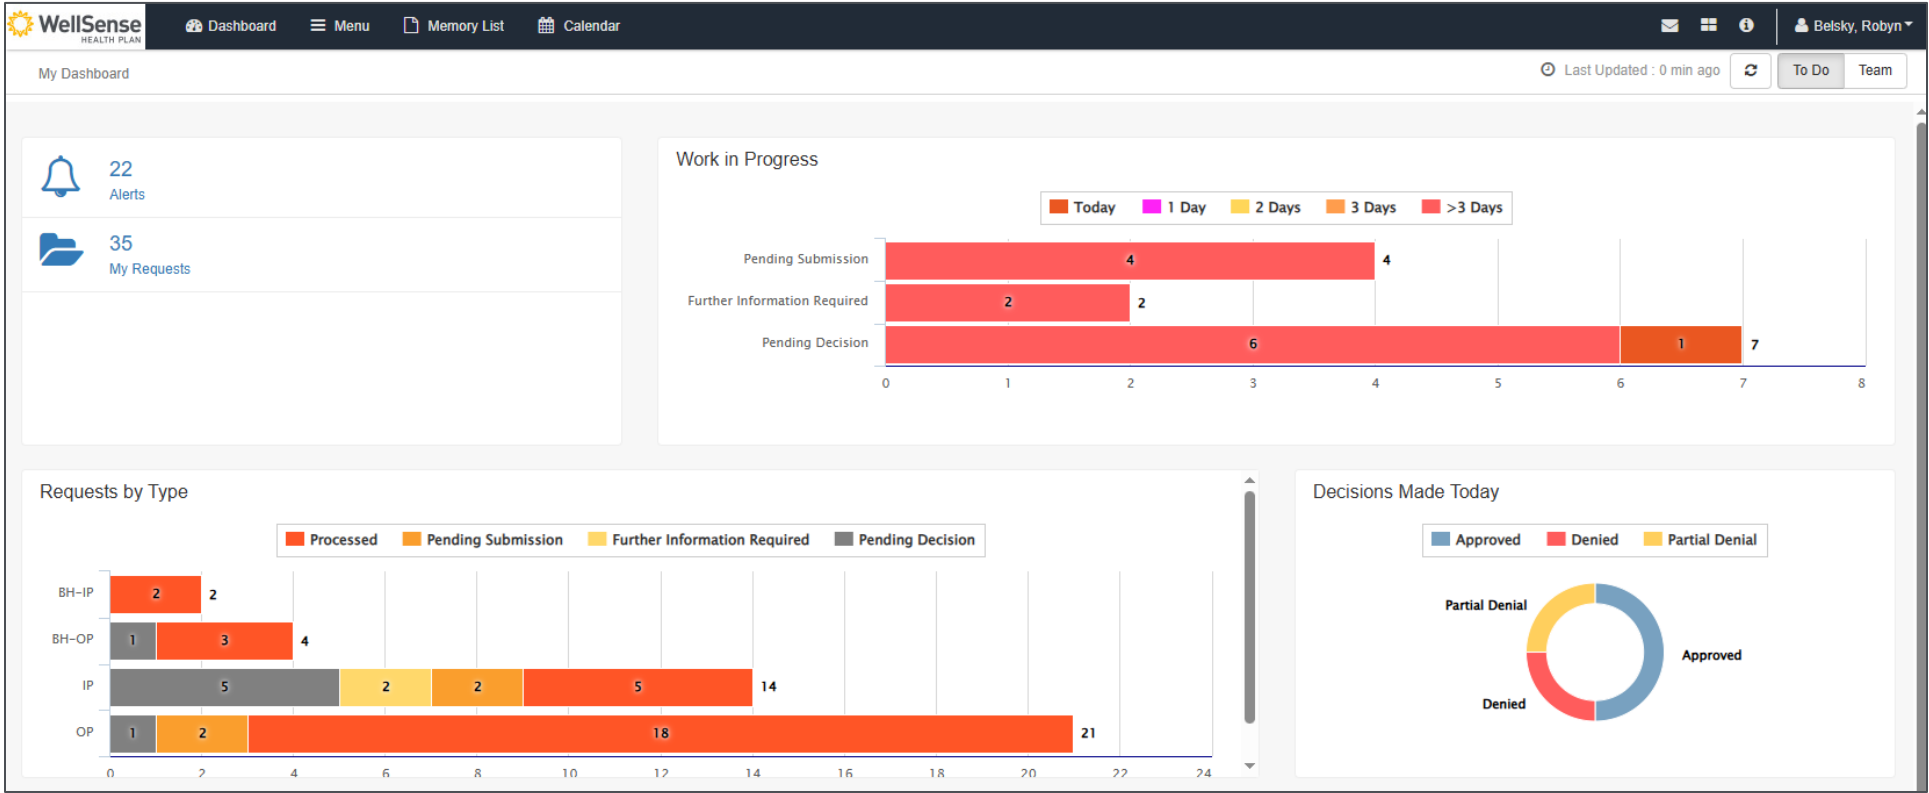 WellSense
HEALTH PLAN
Dashboard
Menu
Memory List
Calendar
Belsky, Robyn
My Dashboard
Last Updated : 0 min ago
To Do
Team
22
Alerts
35
My Requests
Work in Progress
Today
1 Day
2 Days
3 Days
>3 Days
Pending Submission
4
4
Further Information Required
2
2
Pending Decision
6
1
7
0 1 2 3 4 5 6 7 8
Requests by Type
Processed
Pending Submission
Further Information Required
Pending Decision
BH-IP
2
2
BH-OP
1
3
4
IP
5
2
2
5
14
OP
1
2
18
21
0 2 4 6 8 10 12 14 16 18 20 22 24
Decisions Made Today
Approved
Denied
Partial Denial
Partial Denial
Approved
Denied